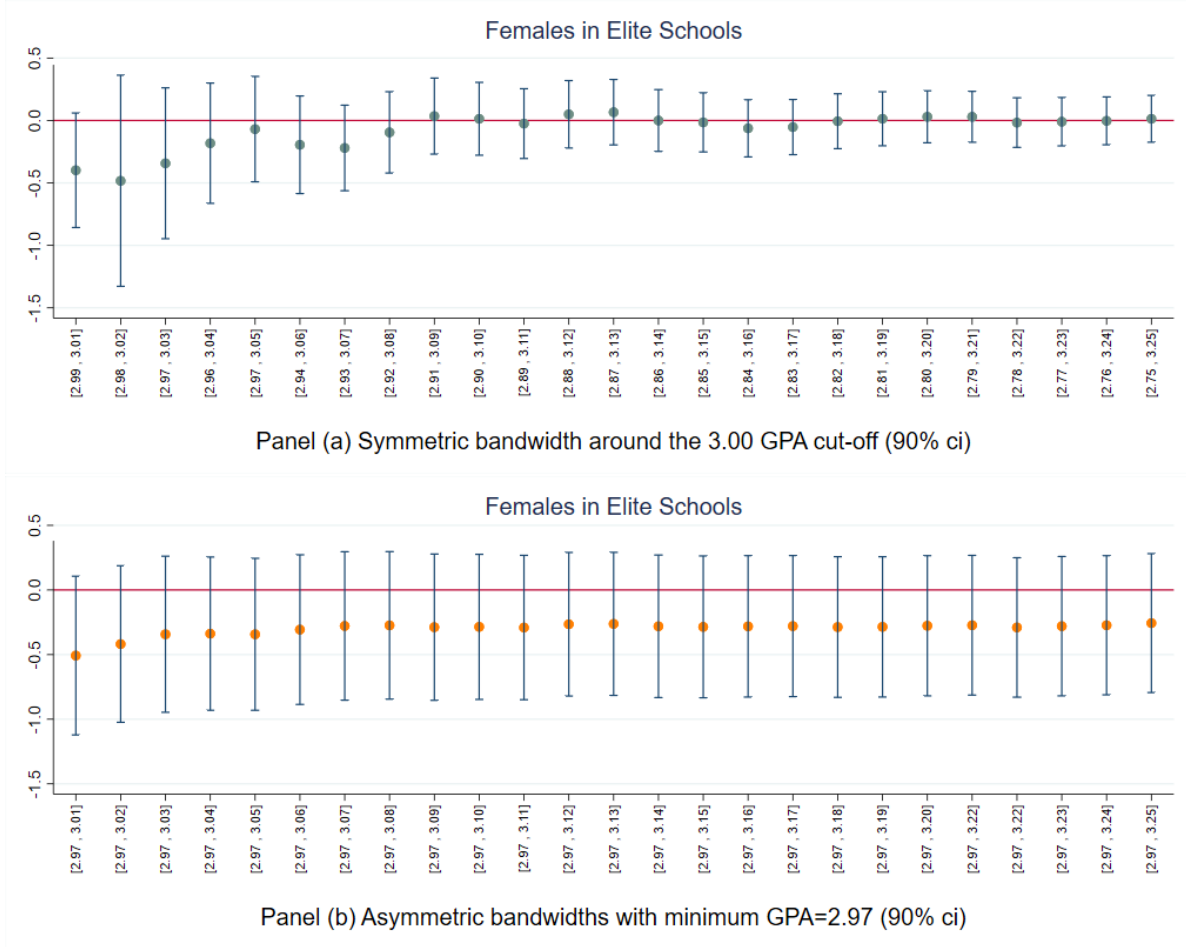 Females in Elite Schools
0.5
0.0
-0.5
-1.0
-1.5
[2.99 , 3.01]
[2.98 , 3.02]
[2.97 , 3.03]
[2.96 , 3.04]
[2.97 , 3.05]
[2.94 , 3.06]
[2.93 , 3.07]
[2.92 , 3.08]
[2.91 , 3.09]
[2.90 , 3.10]
[2.89 , 3.11]
[2.88 , 3.12]
[2.87 , 3.13]
[2.86 , 3.14]
[2.85 , 3.15]
[2.84 , 3.16]
[2.83 , 3.17]
[2.82 , 3.18]
[2.81 , 3.19]
[2.80 , 3.20]
[2.79 , 3.21]
[2.78 , 3.22]
[2.77 , 3.23]
[2.76 , 3.24]
[2.75 , 3.25]
Panel (a) Symmetric bandwidth around the 3.00 GPA cut-off (90% ci)
Females in Elite Schools
0.5
0.0
-0.5
-1.0
-1.5
[2.97 , 3.01]
[2.97 , 3.02]
[2.97 , 3.03]
[2.97 , 3.04]
[2.97 , 3.05]
[2.97 , 3.06]
[2.97 , 3.07]
[2.97 , 3.08]
[2.97 , 3.09]
[2.97 , 3.10]
[2.97 , 3.11]
[2.97 , 3.12]
[2.97 , 3.13]
[2.97 , 3.14]
[2.97 , 3.15]
[2.97 , 3.16]
[2.97 , 3.17]
[2.97 , 3.18]
[2.97 , 3.19]
[2.97 , 3.20]
[2.97 , 3.22]
[2.97 , 3.22]
[2.97 , 3.23]
[2.97 , 3.24]
[2.97 , 3.25]
Panel (b) Asymmetric bandwidths with minimum GPA=2.97 (90% ci)